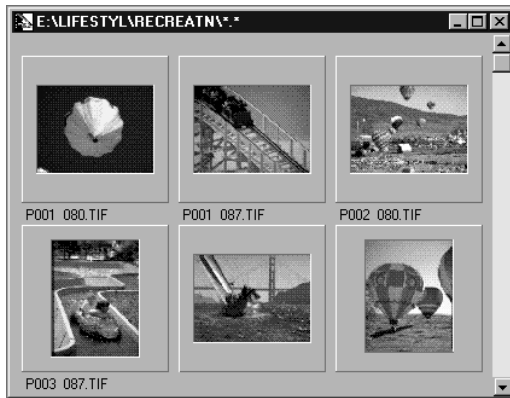 E:\LIFESTYL\RECREATN\*.*
P001 080.TIF
P001 087.TIF
P002 080.TIF
P003 087.TIF